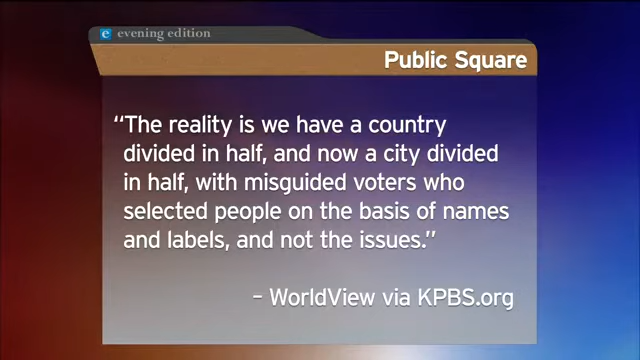 e evening edition
Public Square
“The reality is we have a country
divided in half, and now a city divided
in half, with misguided voters who
selected people on the basis of names
and labels, and not the issues.”
– WorldView via KPBS.org